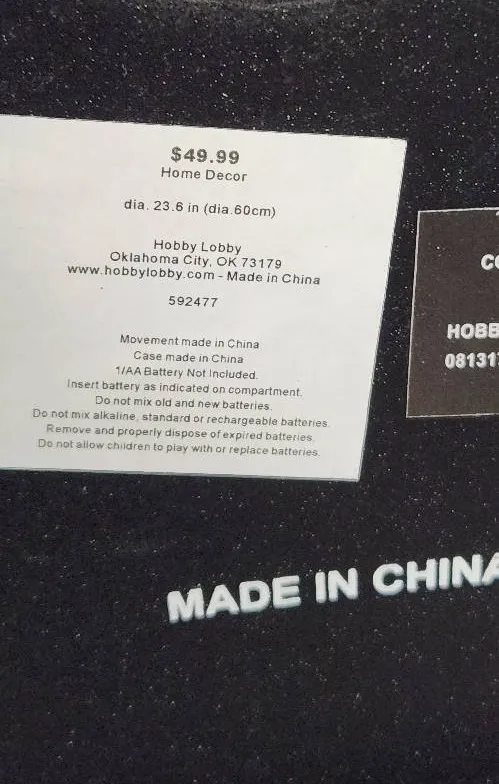 $49.99
Home Decor
dia. 23.6 in (dia.60cm)
Hobby Lobby
Oklahoma City, OK 73179
www.hobbylobby.com - Made in China
592477
Movement made in China
Case made in China
1/AA Battery Not Included.
Insert battery as indicated on compartment.
Do not mix old and new batteries.
Do not mix alkaline, standard or rechargeable batteries.
Remove and properly dispose of expired batteries.
Do not allow children to play with or replace batteries.
CO
HOBB
08131
MADE IN CHINA